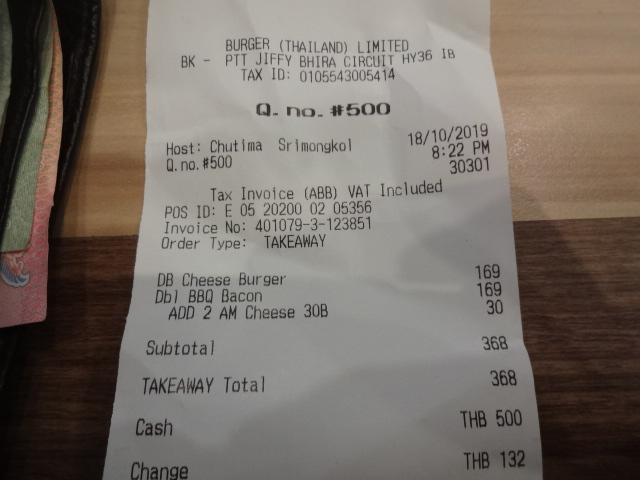 BURGER (THAILAND) LIMITED
BK - PTT JIFFY BHIRA CIRCUIT HY36 IB
TAX ID: 0105543005414
Q. no. #500
Host: Chutima Srimongkol 18/10/2019
Q.no.#500 8:22 PM
30301
Tax Invoice (ABB) VAT Included
POS ID: E 05 20200 02 05356
Invoice No: 401079-3-123851
Order Type: TAKEAWAY
DB Cheese Burger 169
Dbl BBQ Bacon 169
ADD 2 AM Cheese 30B 30
Subtotal 368
TAKEAWAY Total 368
Cash THB 500
Change THB 132